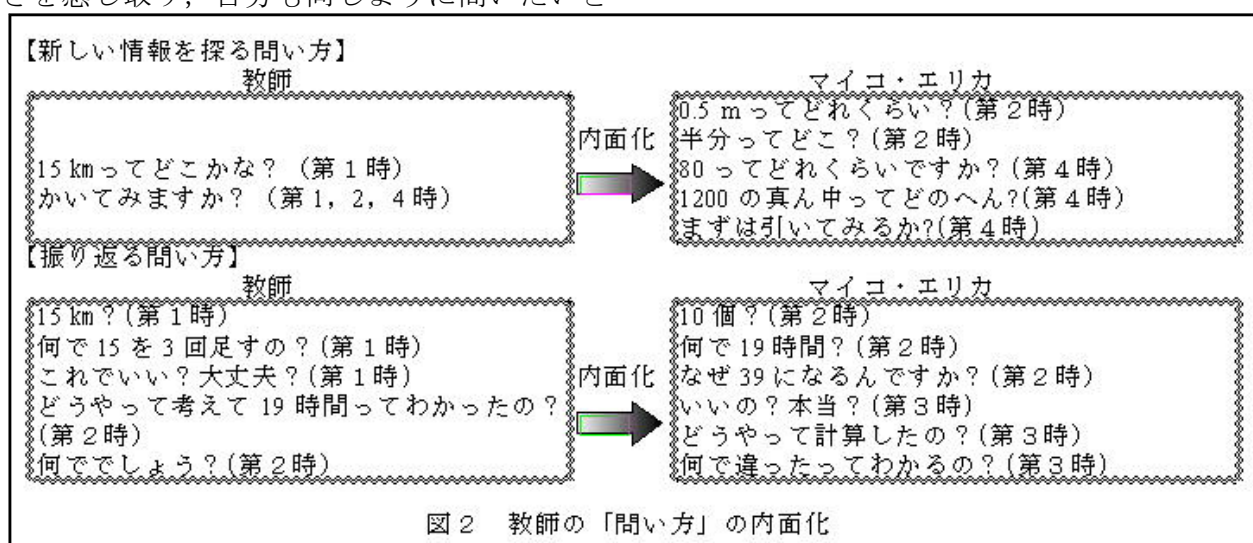 さを感じ取り，自分も同じように問いたいと
【新しい情報を探る問い方】
教師
マイコ・エリカ
15 kmってどこかな？（第１時）
かいてみますか？（第１，２，４時）
内面化
0.5 mってどれくらい？(第２時)
半分ってどこ？(第２時)
80ってどれくらいですか？(第４時)
1200の真ん中ってどのへん?(第４時)
まずは引いてみるか?(第４時)
【振り返る問い方】
教師
マイコ・エリカ
15 km？(第１時)
何で15を３回足すの？(第１時)
これでいい？大丈夫？(第１時)
どうやって考えて19時間ってわかったの？
(第２時)
何ででしょう？(第２時)
内面化
10個？(第２時)
何で19時間？(第２時)
なぜ39になるんですか？(第２時)
いいの？本当？(第３時)
どうやって計算したの？(第３時)
何で違ったってわかるの？(第３時)
図２　教師の「問い方」の内面化